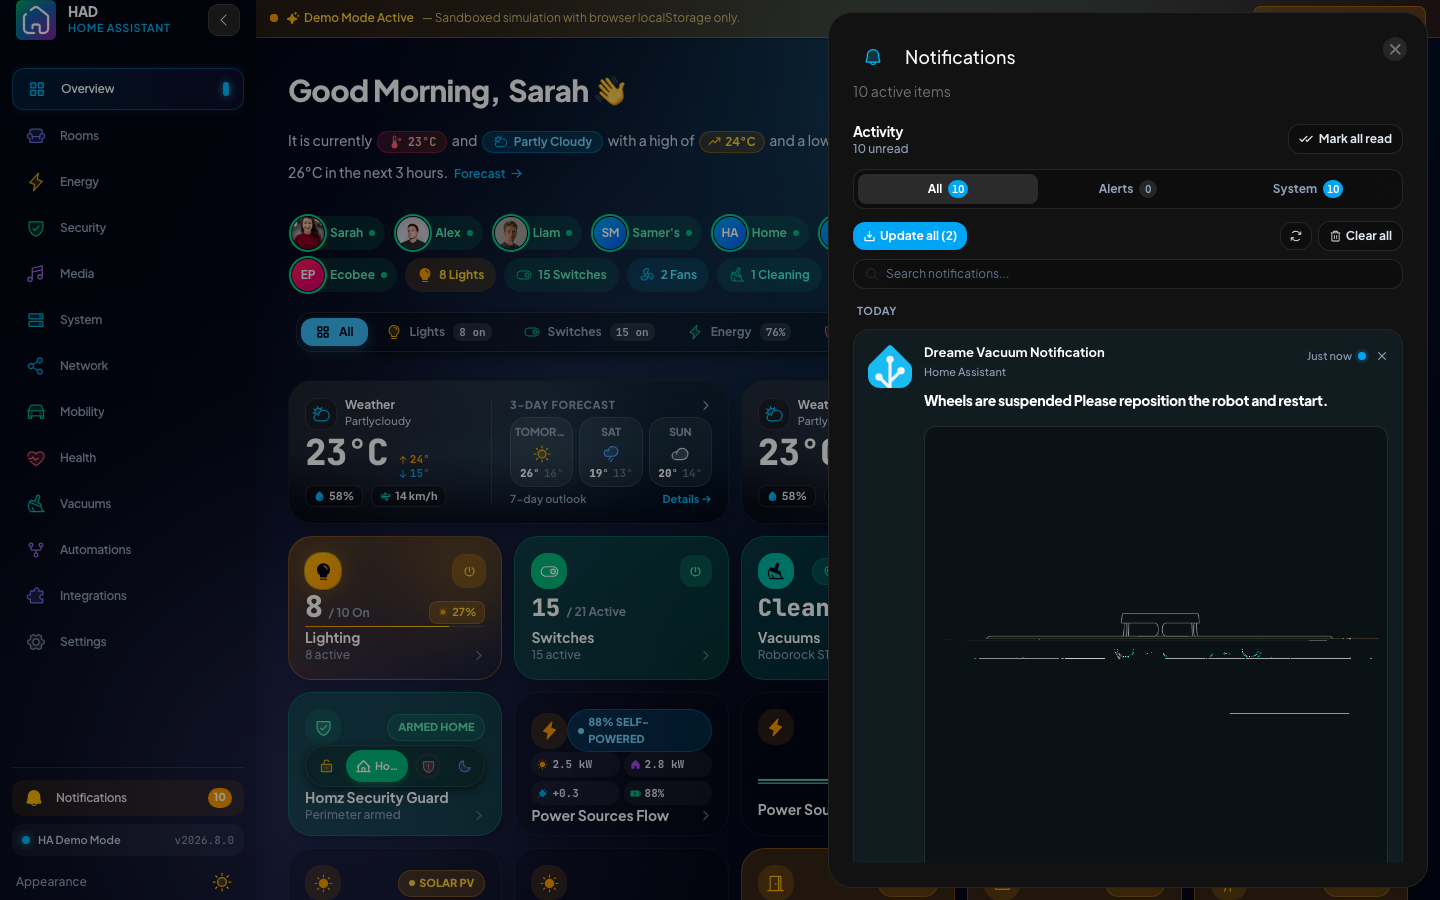 HAD
HOME ASSISTANT
Overview
Rooms
Energy
Security
Media
System
Network
Mobility
Health
Vacuums
Automations
Integrations
Settings
Notifications
10
HA Demo Mode
v2026.8.0
Appearance
Demo Mode Active — Sandboxed simulation with browser localStorage only.
Good Morning, Sarah 👋
It is currently 23°C and Partly Cloudy with a high of 24°C and a low
26°C in the next 3 hours. Forecast →
Sarah
Alex
Liam
SM Samer's
HA Home
EP Ecobee
8 Lights
15 Switches
2 Fans
1 Cleaning
All
Lights 8 on
Switches 15 on
Energy 76%
Weather
Partlycloudy
23°C
↑ 24°
↓ 15°
58%
14 km/h
3-DAY FORECAST
TOMOR...
26° 16°
SAT
19° 13°
SUN
20° 14°
7-day outlook
Details →
Weat
Partly
23°C
58%
8 / 10 On
27%
Lighting
8 active
15 / 21 Active
Switches
15 active
Clean
Vacuums
Roborock S1
ARMED HOME
Ho...
Homz Security Guard
Perimeter armed
88% SELF-
POWERED
2.5 kW
2.8 kW
+0.3
88%
Power Sources Flow
Power Sou
SOLAR PV
Notifications
10 active items
Activity
10 unread
Mark all read
All 10
Alerts 0
System 10
Update all (2)
Clear all
Search notifications...
TODAY
Dreame Vacuum Notification
Home Assistant
Just now
Wheels are suspended Please reposition the robot and restart.